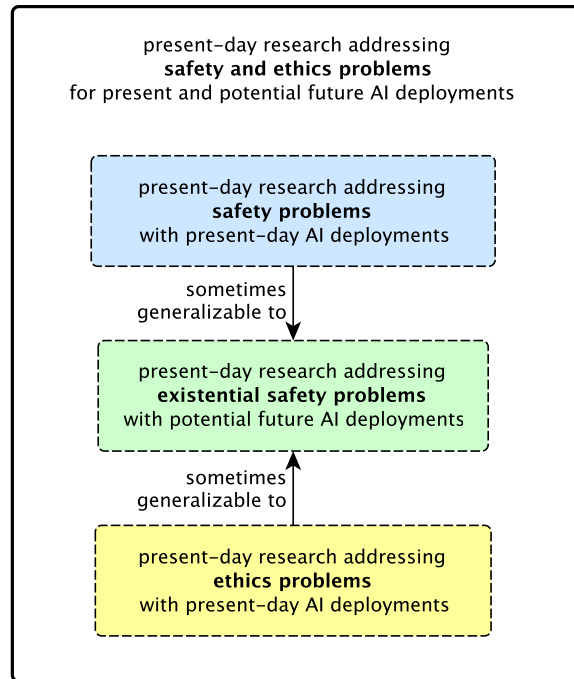 present-day research addressing
safety and ethics problems
for present and potential future AI deployments
present-day research addressing
safety problems
with present-day AI deployments
sometimes
generalizable to
present-day research addressing
existential safety problems
with potential future AI deployments
sometimes
generalizable to
present-day research addressing
ethics problems
with present-day AI deployments